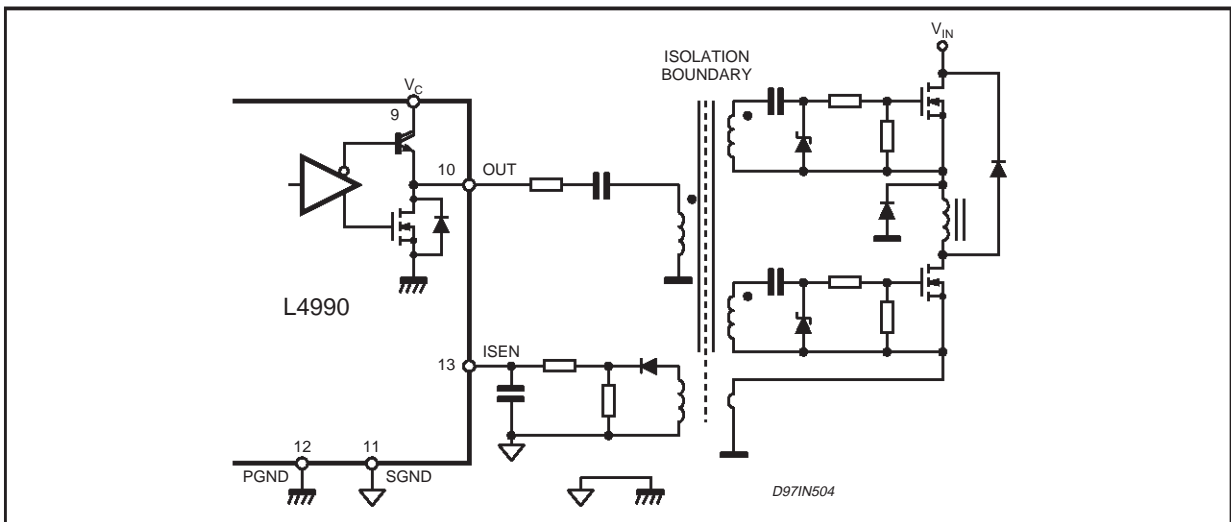 V_IN
ISOLATION
BOUNDARY
V_C
9
10
OUT
L4990
13
ISEN
12
11
PGND
SGND
D97IN504